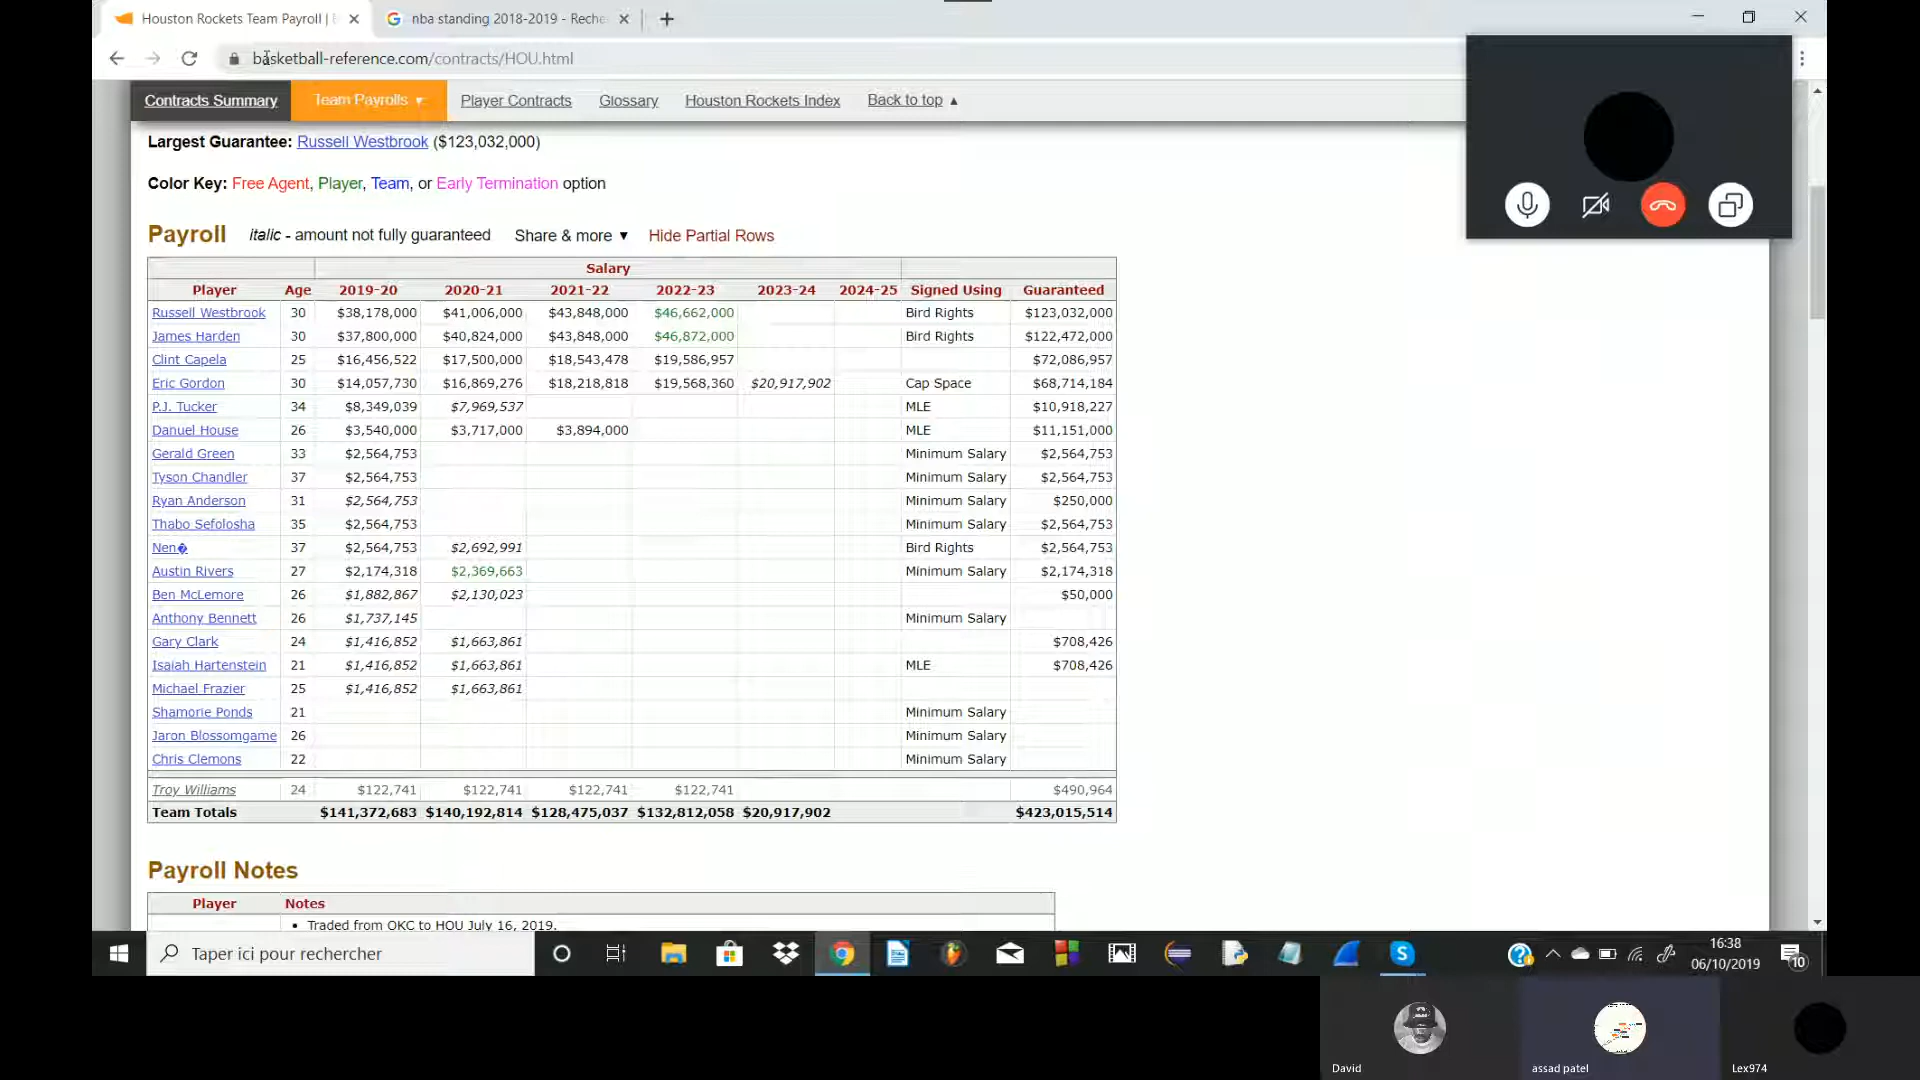 Houston Rockets Team Payroll |
nba standing 2018-2019 - Reche
basketball-reference.com/contracts/HOU.html
Contracts Summary Team Payrolls ▼ Player Contracts Glossary Houston Rockets Index Back to top ▲
Largest Guarantee: Russell Westbrook ($123,032,000)
Color Key: Free Agent, Player, Team, or Early Termination option
Payroll italic - amount not fully guaranteed Share & more ▼ Hide Partial Rows
Salary
Player Age 2019-20 2020-21 2021-22 2022-23 2023-24 2024-25 Signed Using Guaranteed
Russell Westbrook 30 $38,178,000 $41,006,000 $43,848,000 $46,662,000 Bird Rights $123,032,000
James Harden 30 $37,800,000 $40,824,000 $43,848,000 $46,872,000 Bird Rights $122,472,000
Clint Capela 25 $16,456,522 $17,500,000 $18,543,478 $19,586,957 $72,086,957
Eric Gordon 30 $14,057,730 $16,869,276 $18,218,818 $19,568,360 $20,917,902 Cap Space $68,714,184
P.J. Tucker 34 $8,349,039 $7,969,537 MLE $10,918,227
Danuel House 26 $3,540,000 $3,717,000 $3,894,000 MLE $11,151,000
Gerald Green 33 $2,564,753 Minimum Salary $2,564,753
Tyson Chandler 37 $2,564,753 Minimum Salary $2,564,753
Ryan Anderson 31 $2,564,753 Minimum Salary $250,000
Thabo Sefolosha 35 $2,564,753 Minimum Salary $2,564,753
Nen� 37 $2,564,753 $2,692,991 Bird Rights $2,564,753
Austin Rivers 27 $2,174,318 $2,369,663 Minimum Salary $2,174,318
Ben McLemore 26 $1,882,867 $2,130,023 $50,000
Anthony Bennett 26 $1,737,145 Minimum Salary
Gary Clark 24 $1,416,852 $1,663,861 $708,426
Isaiah Hartenstein 21 $1,416,852 $1,663,861 MLE $708,426
Michael Frazier 25 $1,416,852 $1,663,861
Shamorie Ponds 21 Minimum Salary
Jaron Blossomgame 26 Minimum Salary
Chris Clemons 22 Minimum Salary
Troy Williams 24 $122,741 $122,741 $122,741 $122,741 $490,964
Team Totals $141,372,683 $140,192,814 $128,475,037 $132,812,058 $20,917,902 $423,015,514
Payroll Notes
Player Notes
• Traded from OKC to HOU July 16, 2019.
Taper ici pour rechercher
16:38
06/10/2019
10
David
assad patel
Lex974